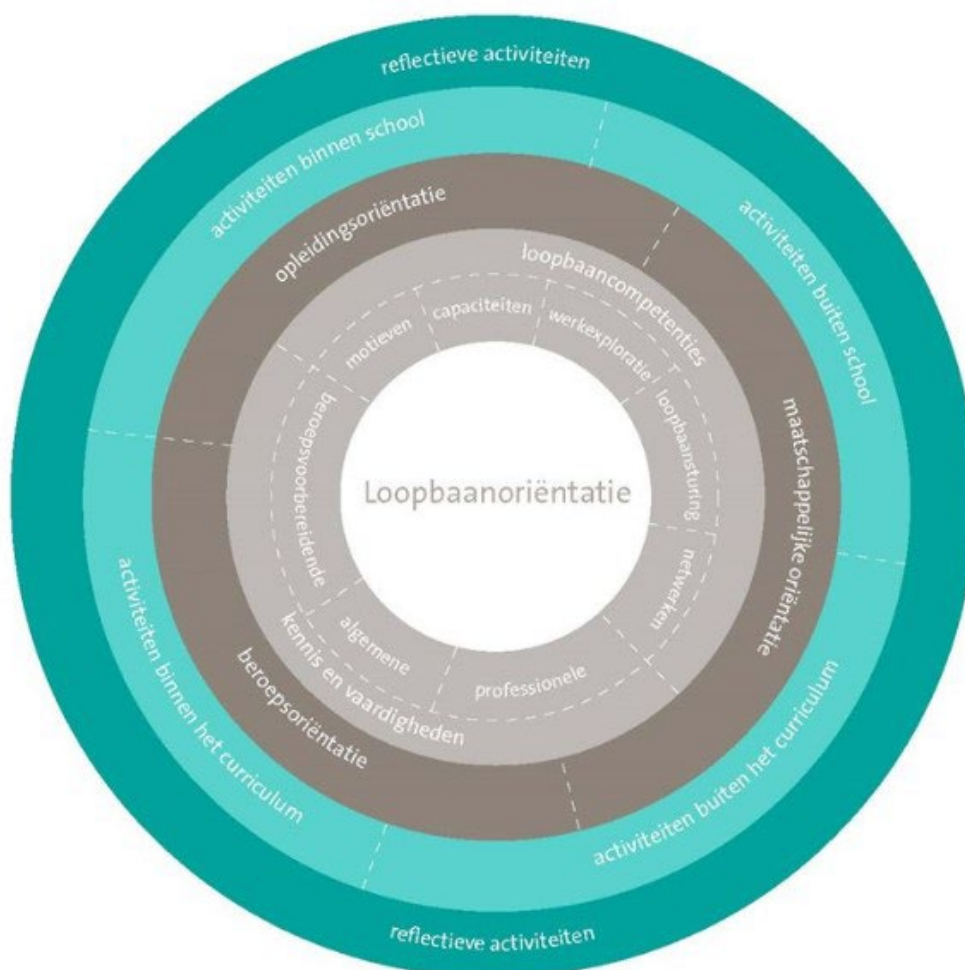 reflectieve activiteiten
activiteiten binnen school
activiteiten buiten school
opleidingsoriëntatie
maatschappelijke oriëntatie
loopbaancompetenties
motieven
capaciteiten
werkexploratie
loopbaansturing
netwerken
Loopbaanoriëntatie
beroepsvoorbereidende
algemene
professionele
kennis en vaardigheden
beroepsoriëntatie
activiteiten binnen het curriculum
activiteiten buiten het curriculum
reflectieve activiteiten